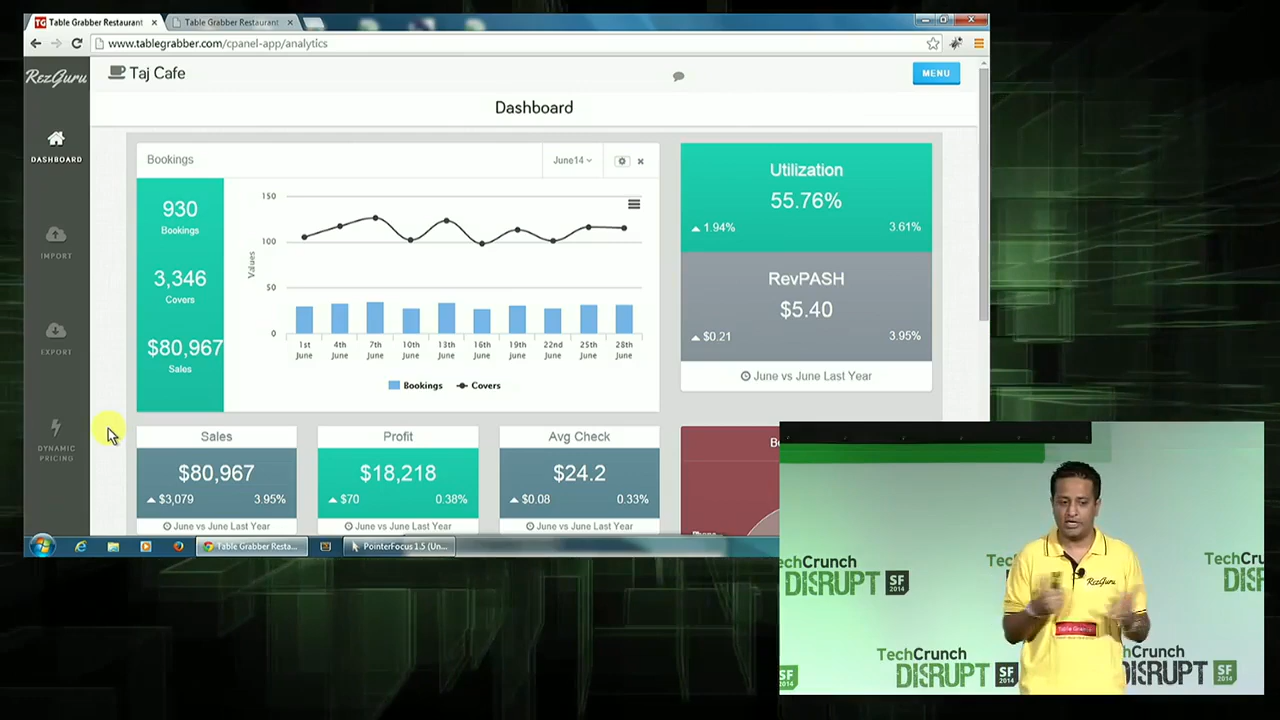 Table Grabber Restaurant
Table Grabber Restaurant
www.tablegrabber.com/cpanel-app/analytics
RezGuru
Taj Cafe
MENU
Dashboard
DASHBOARD
IMPORT
EXPORT
DYNAMIC
PRICING
Bookings
June14
930
Bookings
3,346
Covers
$80,967
Sales
Values
150
100
50
0
1st June
4th June
7th June
10th June
13th June
16th June
19th June
22nd June
25th June
28th June
Bookings
Covers
Utilization
55.76%
1.94%
3.61%
RevPASH
$5.40
$0.21
3.95%
June vs June Last Year
Sales
$80,967
$3,079
3.95%
June vs June Last Year
Profit
$18,218
$70
0.38%
June vs June Last Year
Avg Check
$24.2
$0.08
0.33%
June vs June Last Year
Table Grabber Resta...
PointerFocus 1.5 (Un...
TechCrunch
DISRUPT SF 2014
TechCrunch
DISRUPT SF 2014
RezGuru
Table Grabber